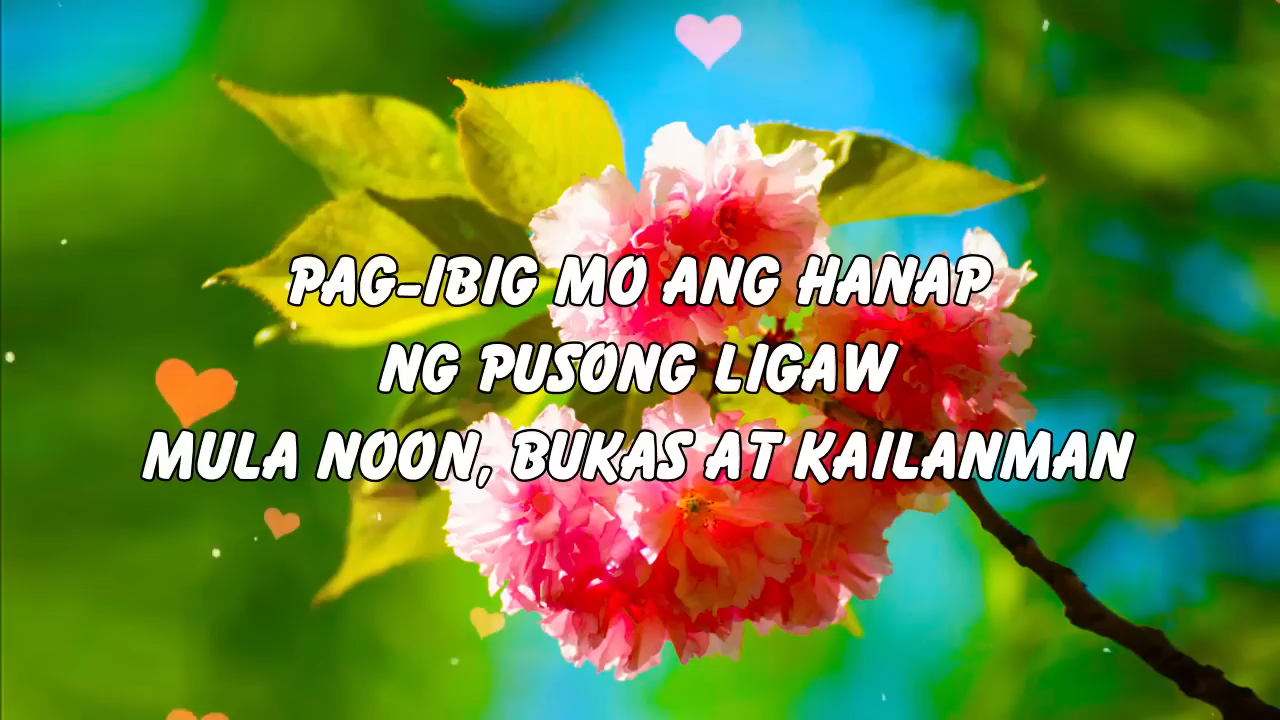 PAG-IBIG MO ANG HANAP
NG PUSONG LIGAW
MULA NOON, BUKAS AT KAILANMAN